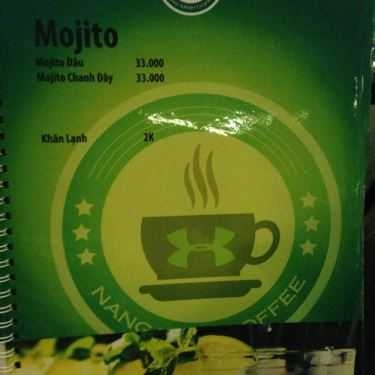 Mojito
Mojito Dâu 33.000
Mojito Chanh Dây 33.000
Khăn Lạnh 2K
NANG COFFEE